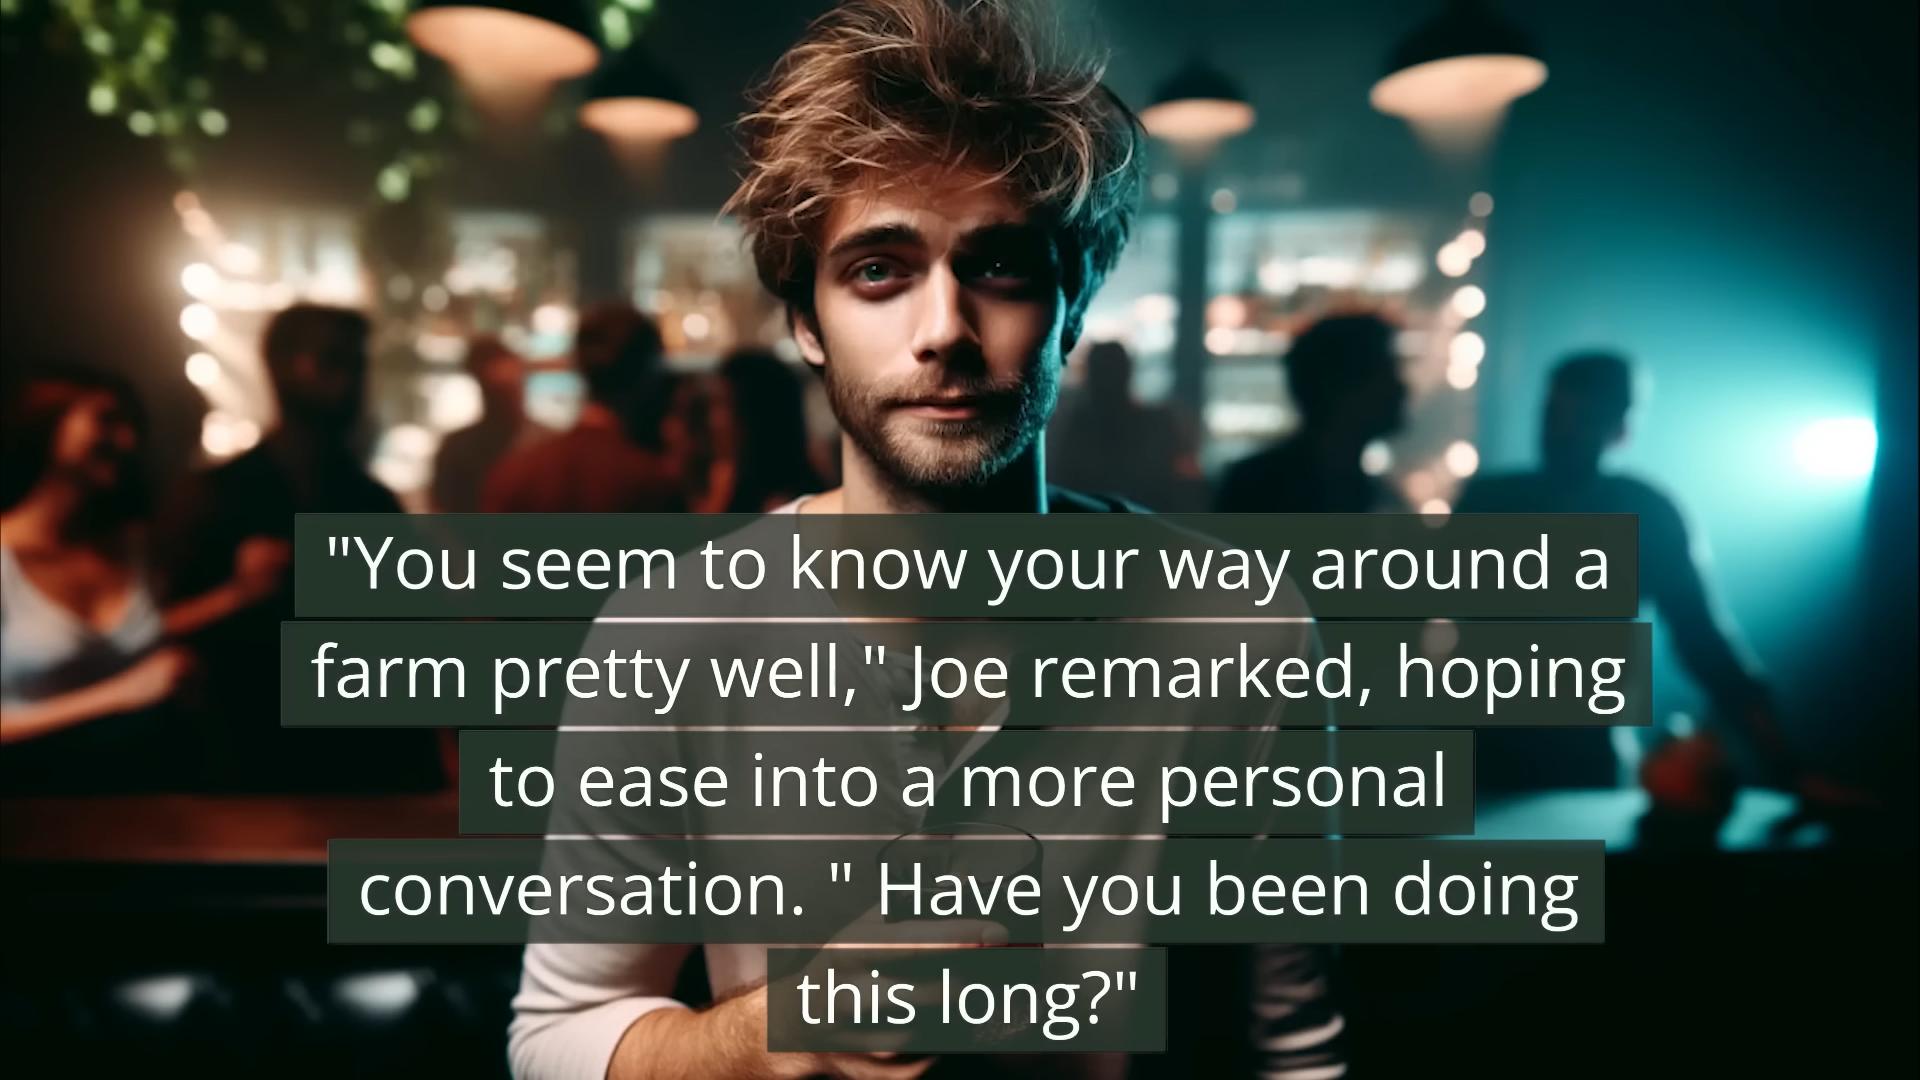 "You seem to know your way around a
farm pretty well," Joe remarked, hoping
to ease into a more personal
conversation. " Have you been doing
this long?"